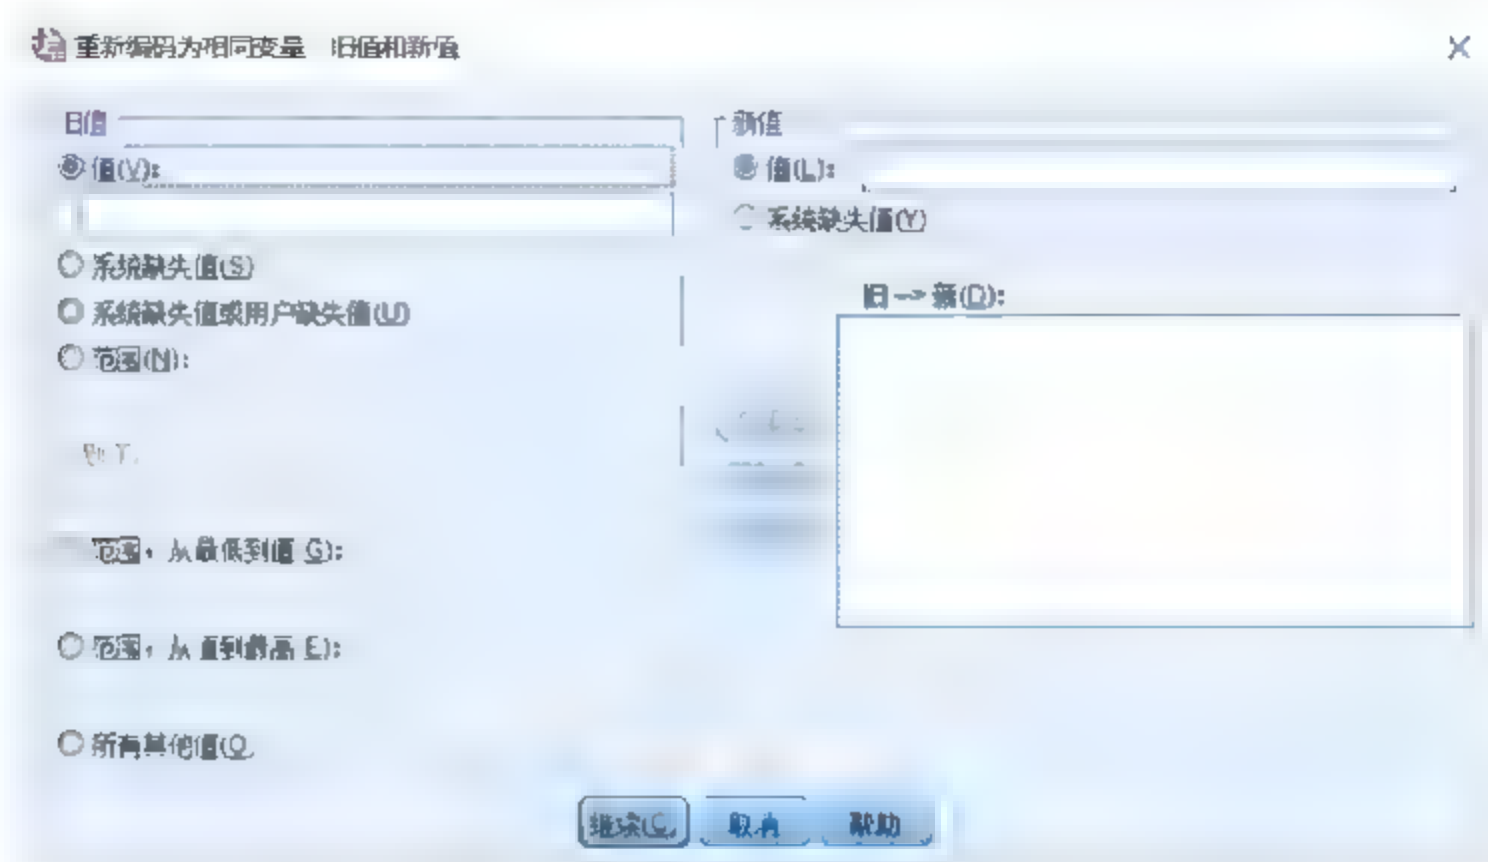 重新编码为相同变量 旧值和新值
旧值
值(V):
系统缺失值(S)
系统缺失值或用户缺失值(U)
范围(N):
范围，从最低到值 G):
范围，从值到最高 E):
所有其他值(O
新值
值(L):
系统缺失值(Y)
旧 --> 新(D):
继续(C)
取消
帮助